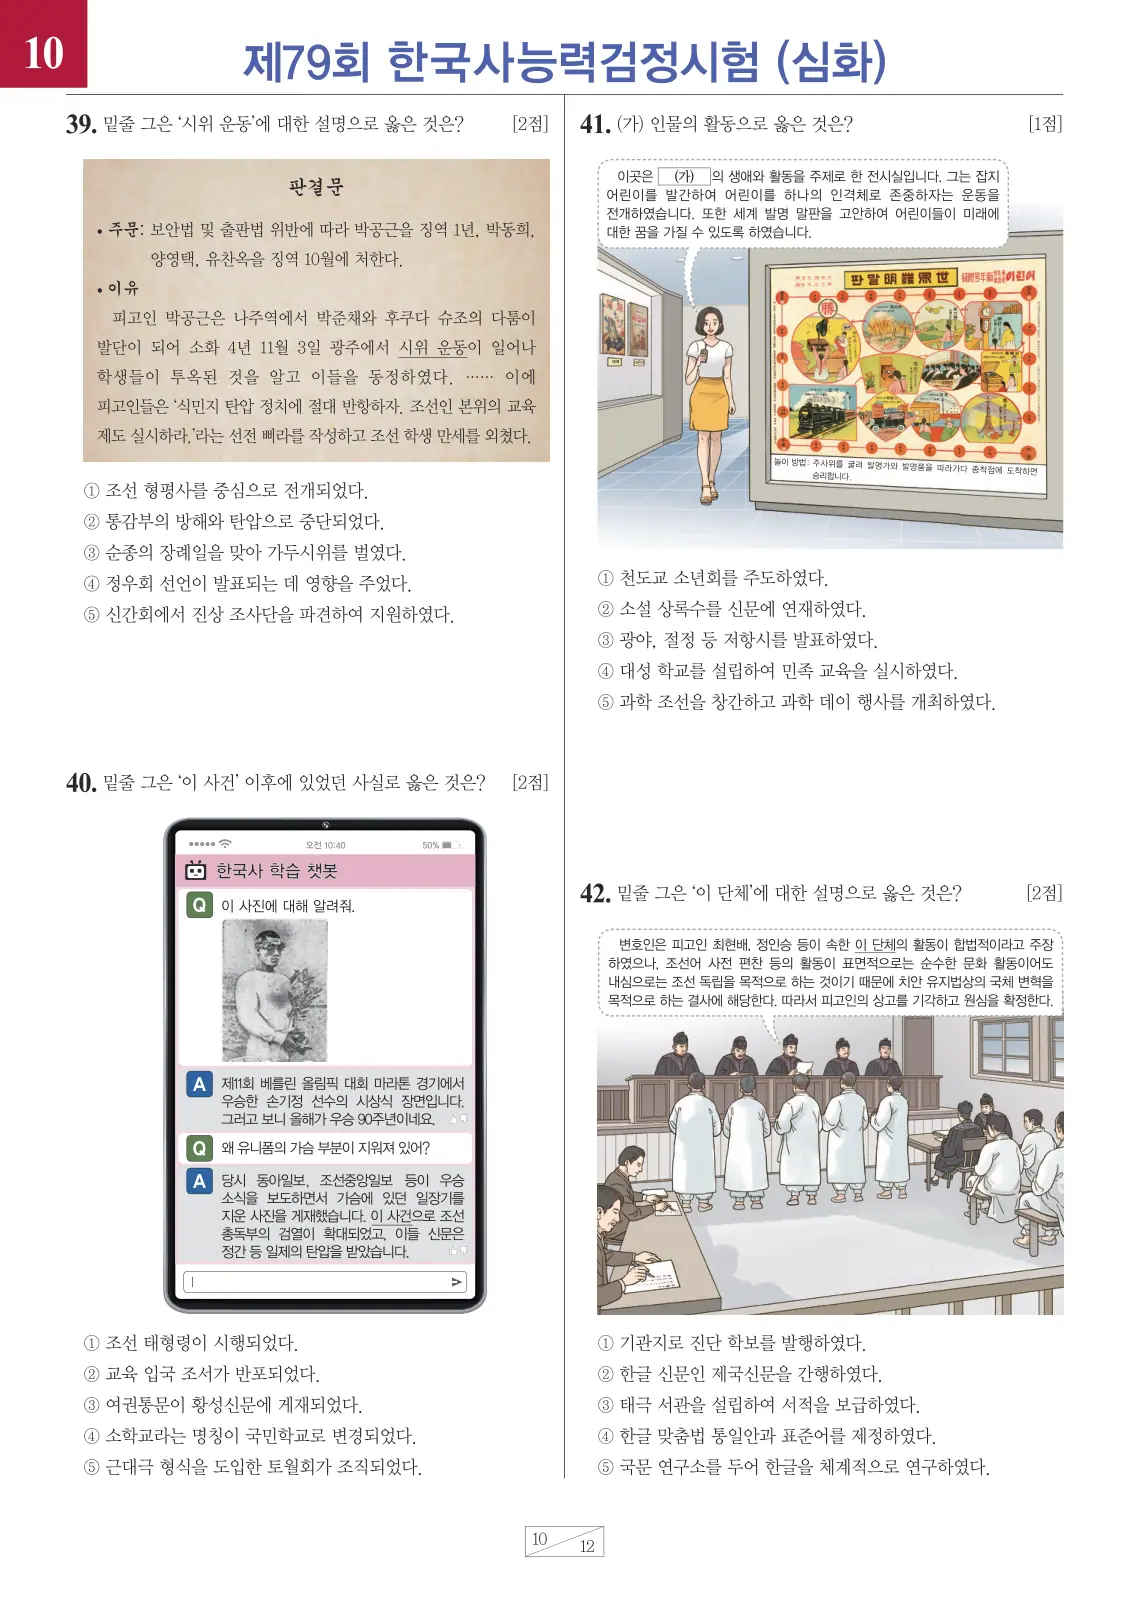 10
제79회 한국사능력검정시험 (심화)
39. 밑줄 그은 ‘시위 운동’에 대한 설명으로 옳은 것은? [2점]
판결문
• 주문: 보안법 및 출판법 위반에 따라 박공근을 징역 1년, 박동희,
양영택, 유찬옥을 징역 10월에 처한다.
• 이유
피고인 박공근은 나주역에서 박준채와 후쿠다 슈조의 다툼이
발단이 되어 소화 4년 11월 3일 광주에서 시위 운동이 일어나
학생들이 투옥된 것을 알고 이들을 동정하였다. …… 이에
피고인들은 ‘식민지 탄압 정치에 절대 반항하자. 조선인 본위의 교육
제도 실시하라.’라는 선전 삐라를 작성하고 조선 학생 만세를 외쳤다.
① 조선 형평사를 중심으로 전개되었다.
② 통감부의 방해와 탄압으로 중단되었다.
③ 순종의 장례일을 맞아 가두시위를 벌였다.
④ 정우회 선언이 발표되는 데 영향을 주었다.
⑤ 신간회에서 진상 조사단을 파견하여 지원하였다.
40. 밑줄 그은 ‘이 사건’ 이후에 있었던 사실로 옳은 것은? [2점]
오전 10:40 50%
한국사 학습 챗봇
Q 이 사진에 대해 알려줘.
A 제11회 베를린 올림픽 대회 마라톤 경기에서
우승한 손기정 선수의 시상식 장면입니다.
그러고 보니 올해가 우승 90주년이네요.
Q 왜 유니폼의 가슴 부분이 지워져 있어?
A 당시 동아일보, 조선중앙일보 등이 우승
소식을 보도하면서 가슴에 있던 일장기를
지운 사진을 게재했습니다. 이 사건으로 조선
총독부의 검열이 확대되었고, 이들 신문은
정간 등 일제의 탄압을 받았습니다.
① 조선 태형령이 시행되었다.
② 교육 입국 조서가 반포되었다.
③ 여권통문이 황성신문에 게재되었다.
④ 소학교라는 명칭이 국민학교로 변경되었다.
⑤ 근대극 형식을 도입한 토월회가 조직되었다.
41. (가) 인물의 활동으로 옳은 것은? [1점]
이곳은 (가) 의 생애와 활동을 주제로 한 전시실입니다. 그는 잡지
어린이를 발간하여 어린이를 하나의 인격체로 존중하자는 운동을
전개하였습니다. 또한 세계 발명 말판을 고안하여 어린이들이 미래에
대한 꿈을 가질 수 있도록 하였습니다.
판말明發界世
어린이
놀이 방법: 주사위를 굴려 발명가와 발명품을 따라가다 종착점에 도착하면
승리합니다.
① 천도교 소년회를 주도하였다.
② 소설 상록수를 신문에 연재하였다.
③ 광야, 절정 등 저항시를 발표하였다.
④ 대성 학교를 설립하여 민족 교육을 실시하였다.
⑤ 과학 조선을 창간하고 과학 데이 행사를 개최하였다.
42. 밑줄 그은 ‘이 단체’에 대한 설명으로 옳은 것은? [2점]
변호인은 피고인 최현배, 정인승 등이 속한 이 단체의 활동이 합법적이라고 주장
하였으나, 조선어 사전 편찬 등의 활동이 표면적으로는 순수한 문화 활동이어도
내심으로는 조선 독립을 목적으로 하는 것이기 때문에 치안 유지법상의 국체 변혁을
목적으로 하는 결사에 해당한다. 따라서 피고인의 상고를 기각하고 원심을 확정한다.
① 기관지로 진단 학보를 발행하였다.
② 한글 신문인 제국신문을 간행하였다.
③ 태극 서관을 설립하여 서적을 보급하였다.
④ 한글 맞춤법 통일안과 표준어를 제정하였다.
⑤ 국문 연구소를 두어 한글을 체계적으로 연구하였다.
10
12